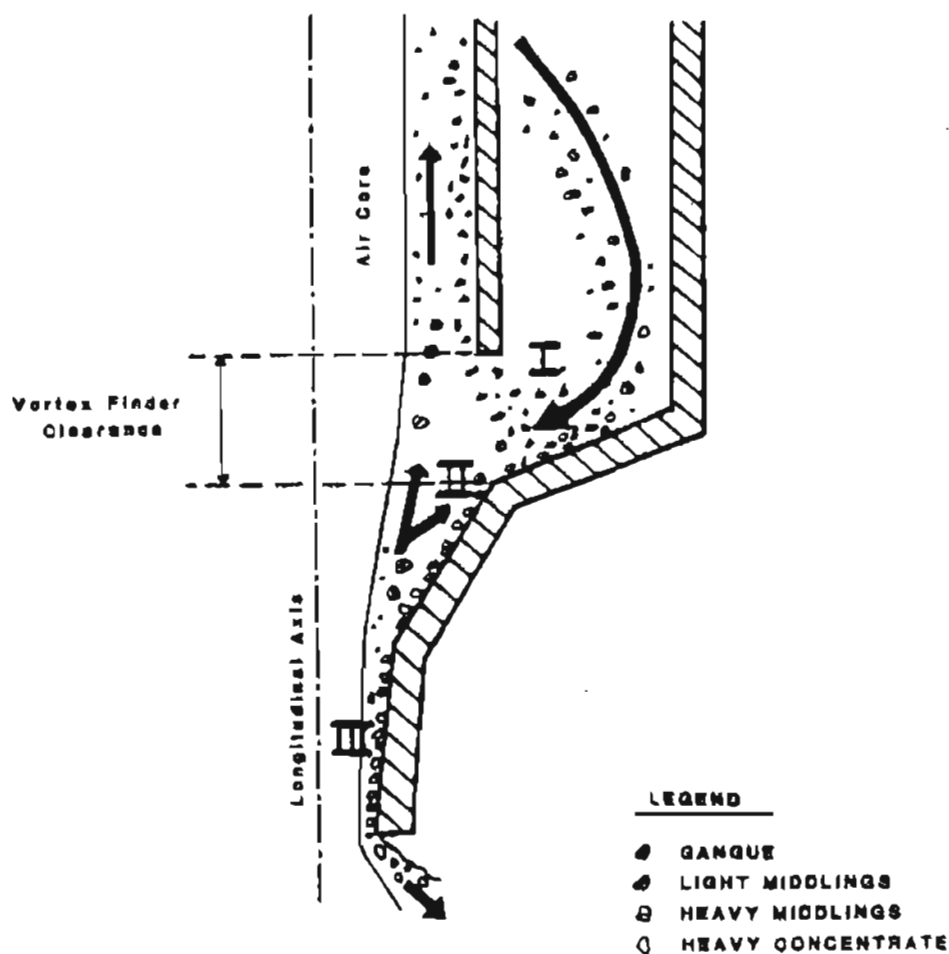 Air Core
I
Vortex Finder
Clearance
II
Longitudinal Axis
III
LEGEND
GANGUE
LIGHT MIDDLINGS
HEAVY MIDDLINGS
HEAVY CONCENTRATE